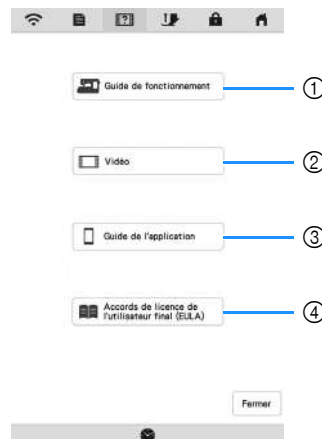 Guide de fonctionnement
①
Vidéo
②
Guide de l'application
③
Accords de licence de
l'utilisateur final (EULA)
④
Fermer